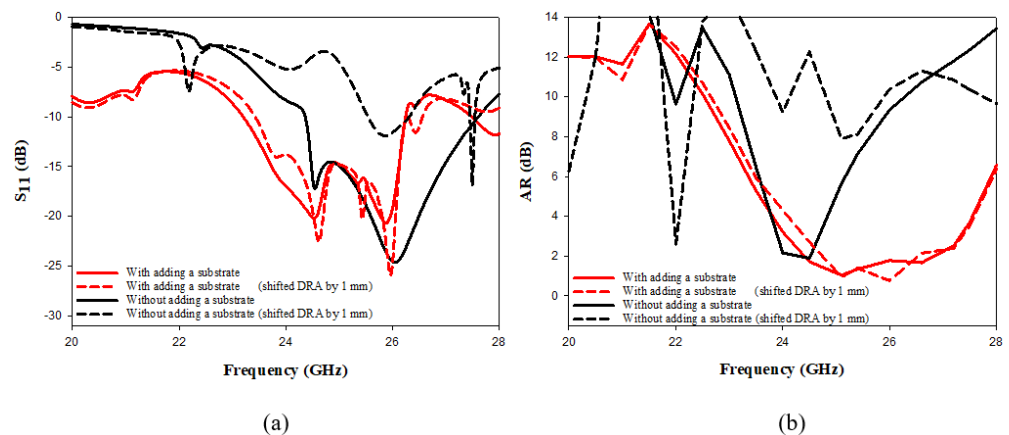 0
-5
-10
-15
-20
-25
-30
S11 (dB)
With adding a substrate
With adding a substrate (shifted DRA by 1 mm)
Without adding a substrate
Without adding a substrate (shifted DRA by 1 mm)
20 22 24 26 28
Frequency (GHz)
(a)
14
12
10
8
6
4
2
0
AR (dB)
With adding a substrate
With adding a substrate (shifted DRA by 1 mm)
Without adding a substrate
Without adding a substrate (shifted DRA by 1 mm)
20 22 24 26 28
Frequency (GHz)
(b)